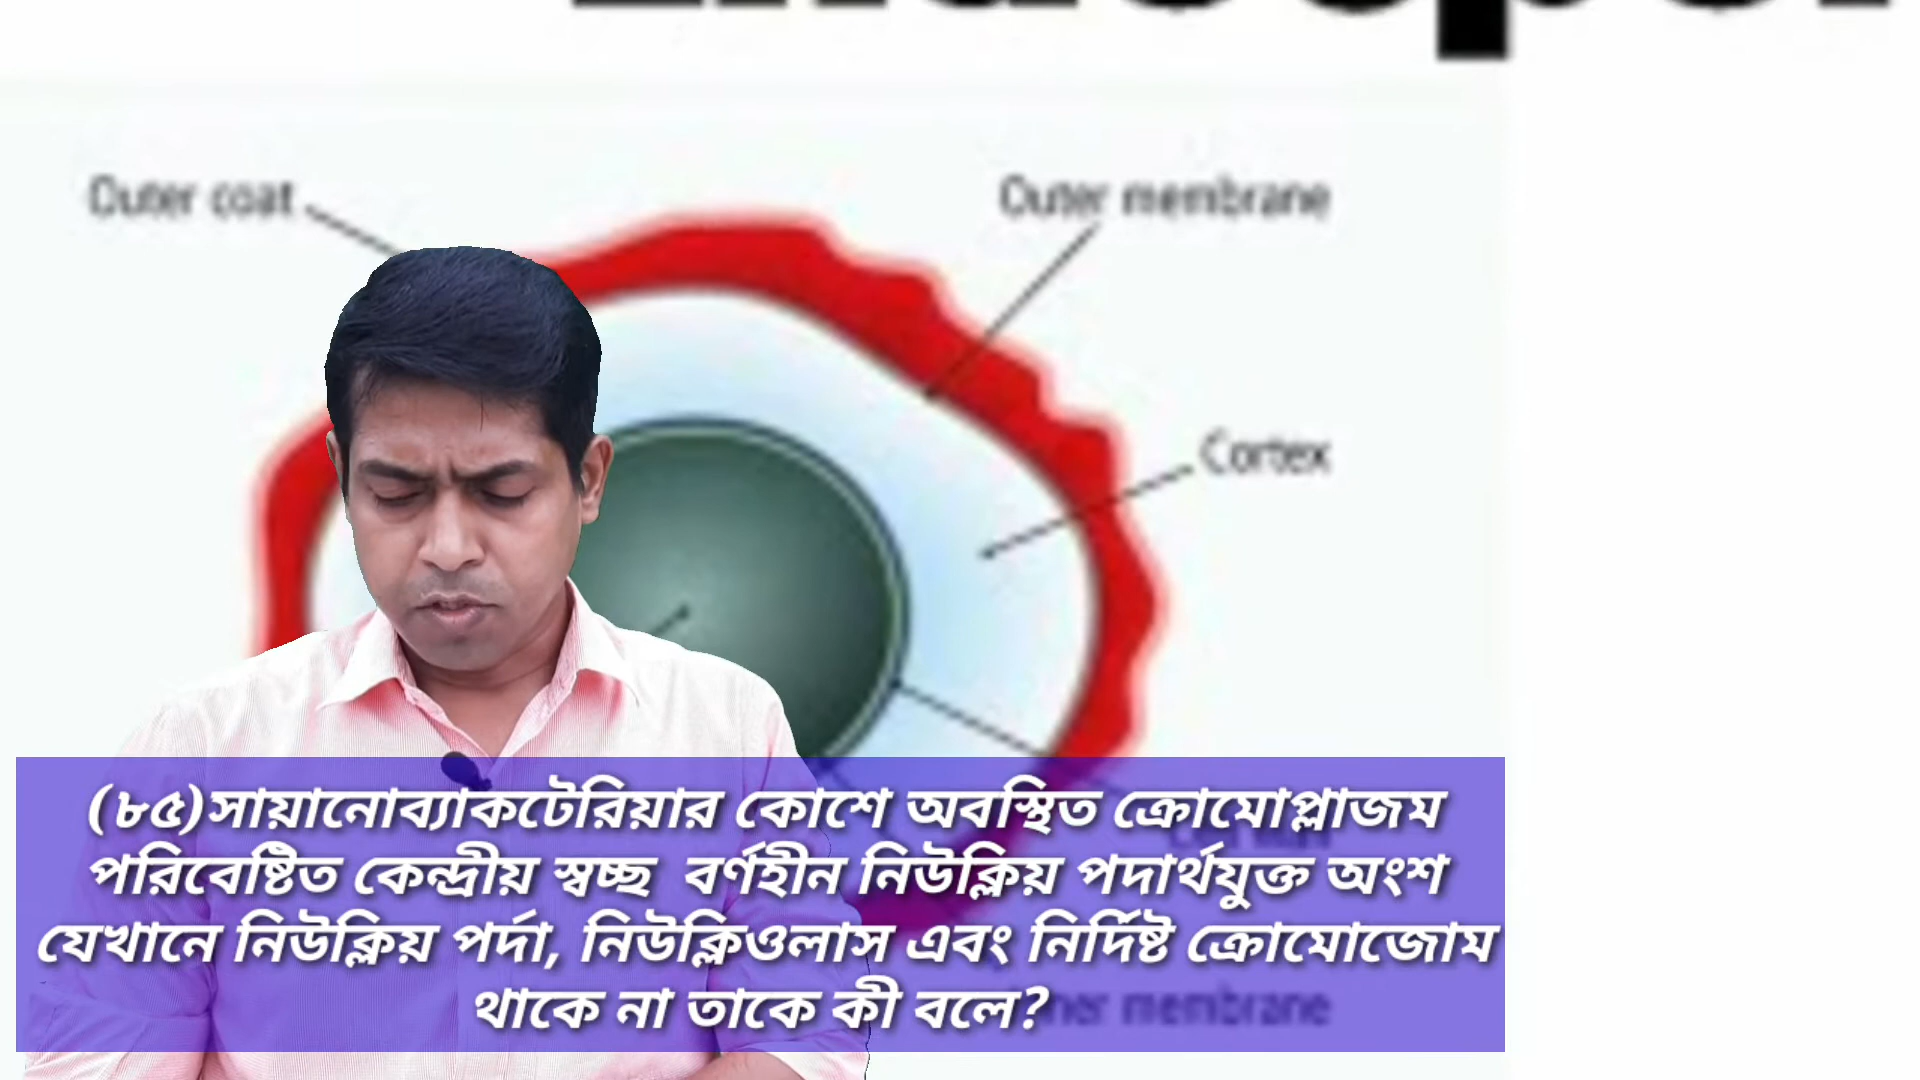 Outer coat
Outer membrane
Cortex
(৮৫)সায়ানোব্যাকটেরিয়ার কোশে অবস্থিত ক্রোমোপ্লাজম
পরিবেষ্টিত কেন্দ্রীয় স্বচ্ছ বর্ণহীন নিউক্লিয় পদার্থযুক্ত অংশ
যেখানে নিউক্লিয় পর্দা, নিউক্লিওলাস এবং নির্দিষ্ট ক্রোমোজোম
থাকে না তাকে কী বলে?
membrane